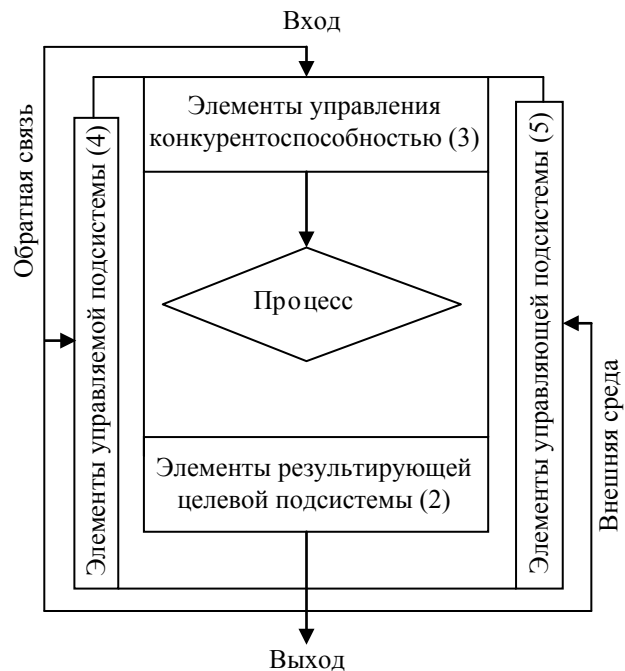 Вход
Элементы управления
конкурентоспособностью (3)
Обратная связь
Элементы управляемой подсистемы (4)
Процесс
Элементы управляющей подсистемы (5)
Внешняя среда
Элементы результирующей
целевой подсистемы (2)
Выход